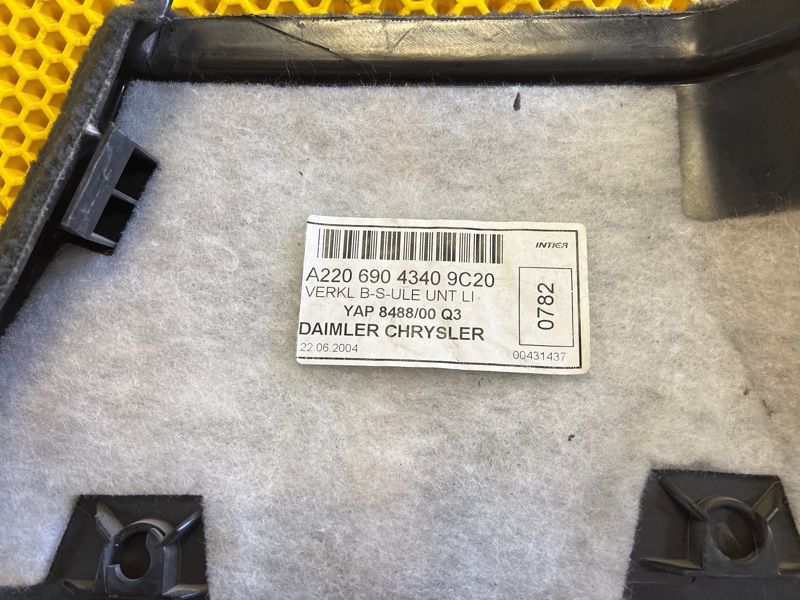 INTIER
A220 690 4340 9C20
VERKL B-S-ULE UNT LI
YAP 8488/00 Q3
DAIMLER CHRYSLER
22.06.2004
00431437
0782